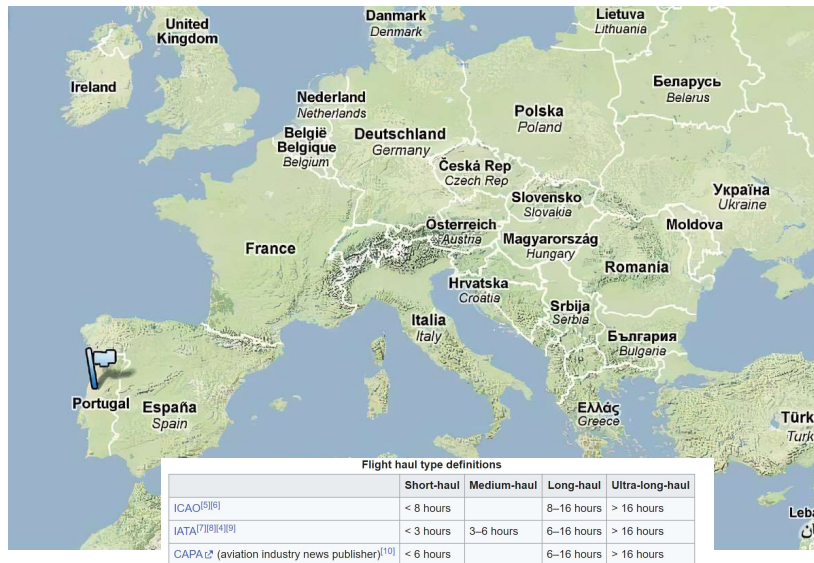 Danmark
Denmark
Lietuva
Lithuania
United
Kingdom
Ireland
Беларусь
Belarus
Nederland
Netherlands
Polska
Poland
België
Belgique
Belgium
Deutschland
Germany
Česká Rep
Czech Rep
Slovensko
Slovakia
Україна
Ukraine
Österreich
Austria
Moldova
France
Magyarország
Hungary
Romania
Hrvatska
Croatia
Srbija
Serbia
Italia
Italy
България
Bulgaria
Portugal
España
Spain
Ελλάς
Greece
Türk
Turk
Leba
Flight haul type definitions
Short-haul Medium-haul Long-haul Ultra-long-haul
ICAO[5][6] < 8 hours 8–16 hours > 16 hours
IATA[7][8][4][9] < 3 hours 3–6 hours 6–16 hours > 16 hours
CAPA (aviation industry news publisher)[10] < 6 hours 6–16 hours > 16 hours